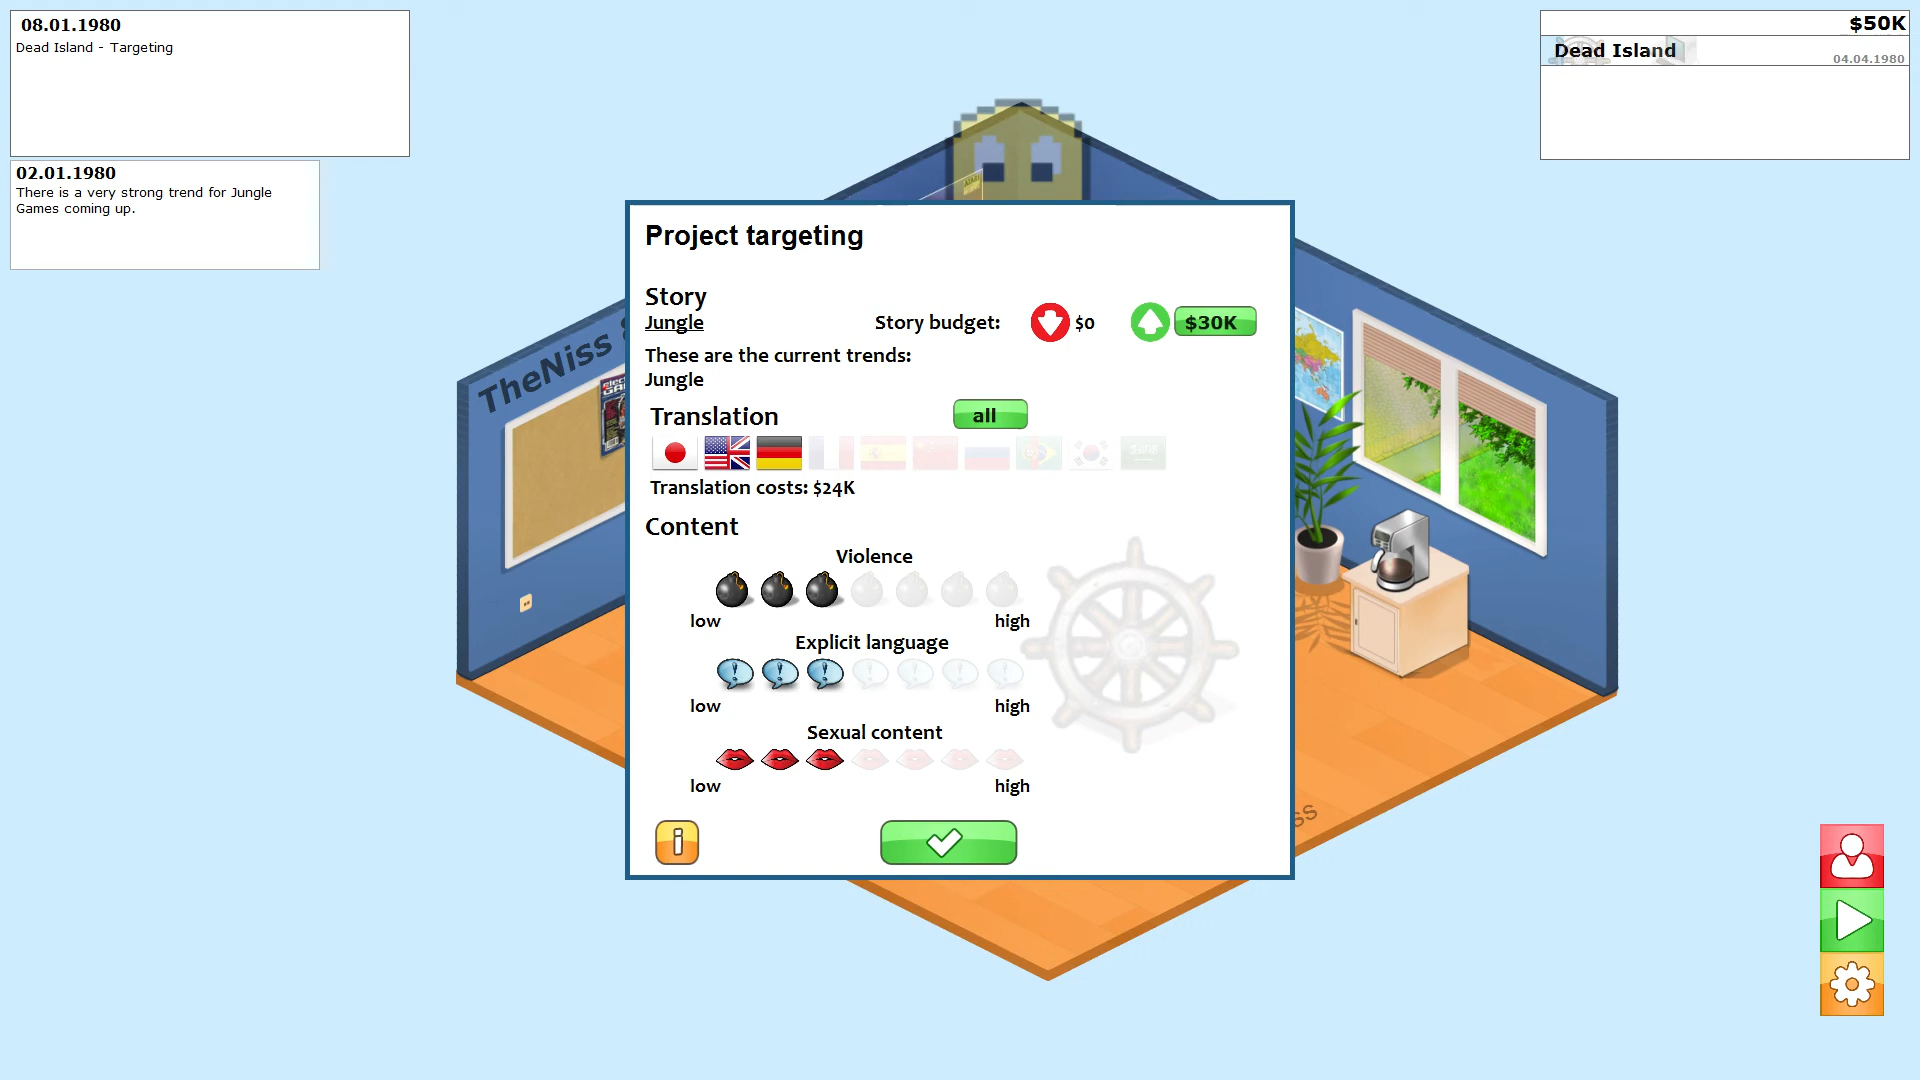 08.01.1980
Dead Island - Targeting
02.01.1980
There is a very strong trend for Jungle
Games coming up.
$50K
Dead Island
04.04.1980
TheNiss
Project targeting
Story
Jungle
Story budget:
$0
$30K
These are the current trends:
Jungle
Translation
all
Translation costs: $24K
Content
Violence
low
high
Explicit language
low
high
Sexual content
low
high